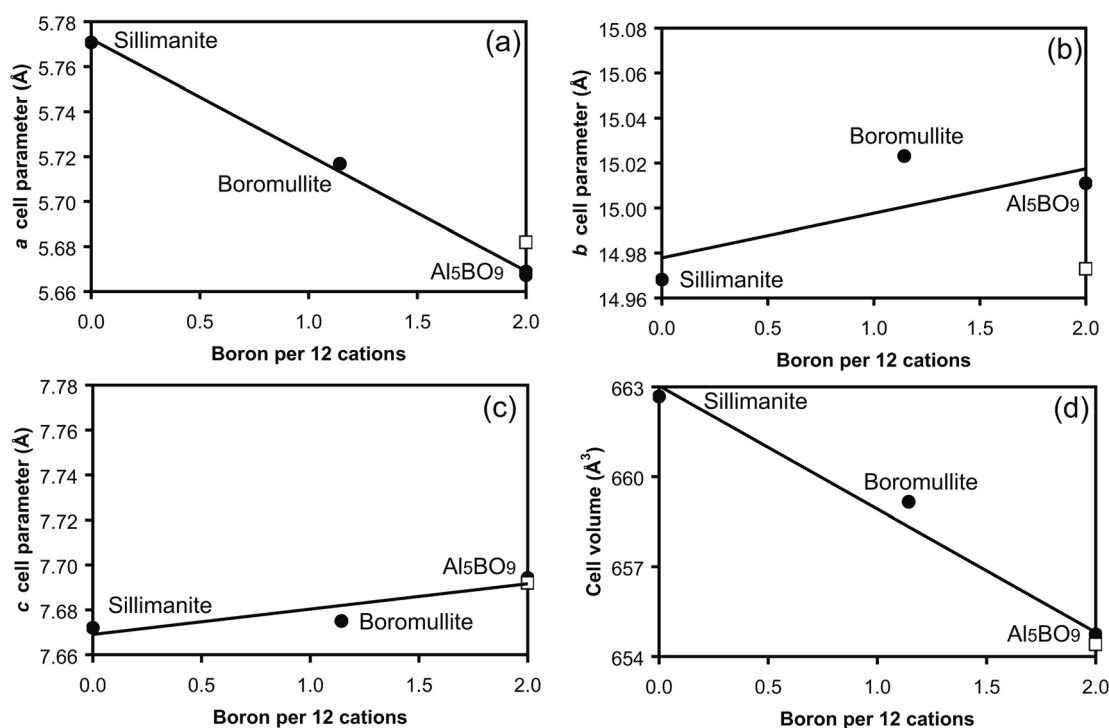 5.78
5.76
5.74
5.72
5.70
5.68
5.66
a cell parameter (Å)
Sillimanite
(a)
Boromullite
Al5BO9
0.0 0.5 1.0 1.5 2.0
Boron per 12 cations
15.08
15.06
15.04
15.02
15.00
14.98
14.96
b cell parameter (Å)
(b)
Boromullite
Al5BO9
Sillimanite
0.0 0.5 1.0 1.5 2.0
Boron per 12 cations
7.78
7.76
7.74
7.72
7.70
7.68
7.66
c cell parameter (Å)
(c)
Al5BO9
Sillimanite
Boromullite
0.0 0.5 1.0 1.5 2.0
Boron per 12 cations
663
660
657
654
Cell volume (Å³)
Sillimanite
(d)
Boromullite
Al5BO9
0.0 0.5 1.0 1.5 2.0
Boron per 12 cations